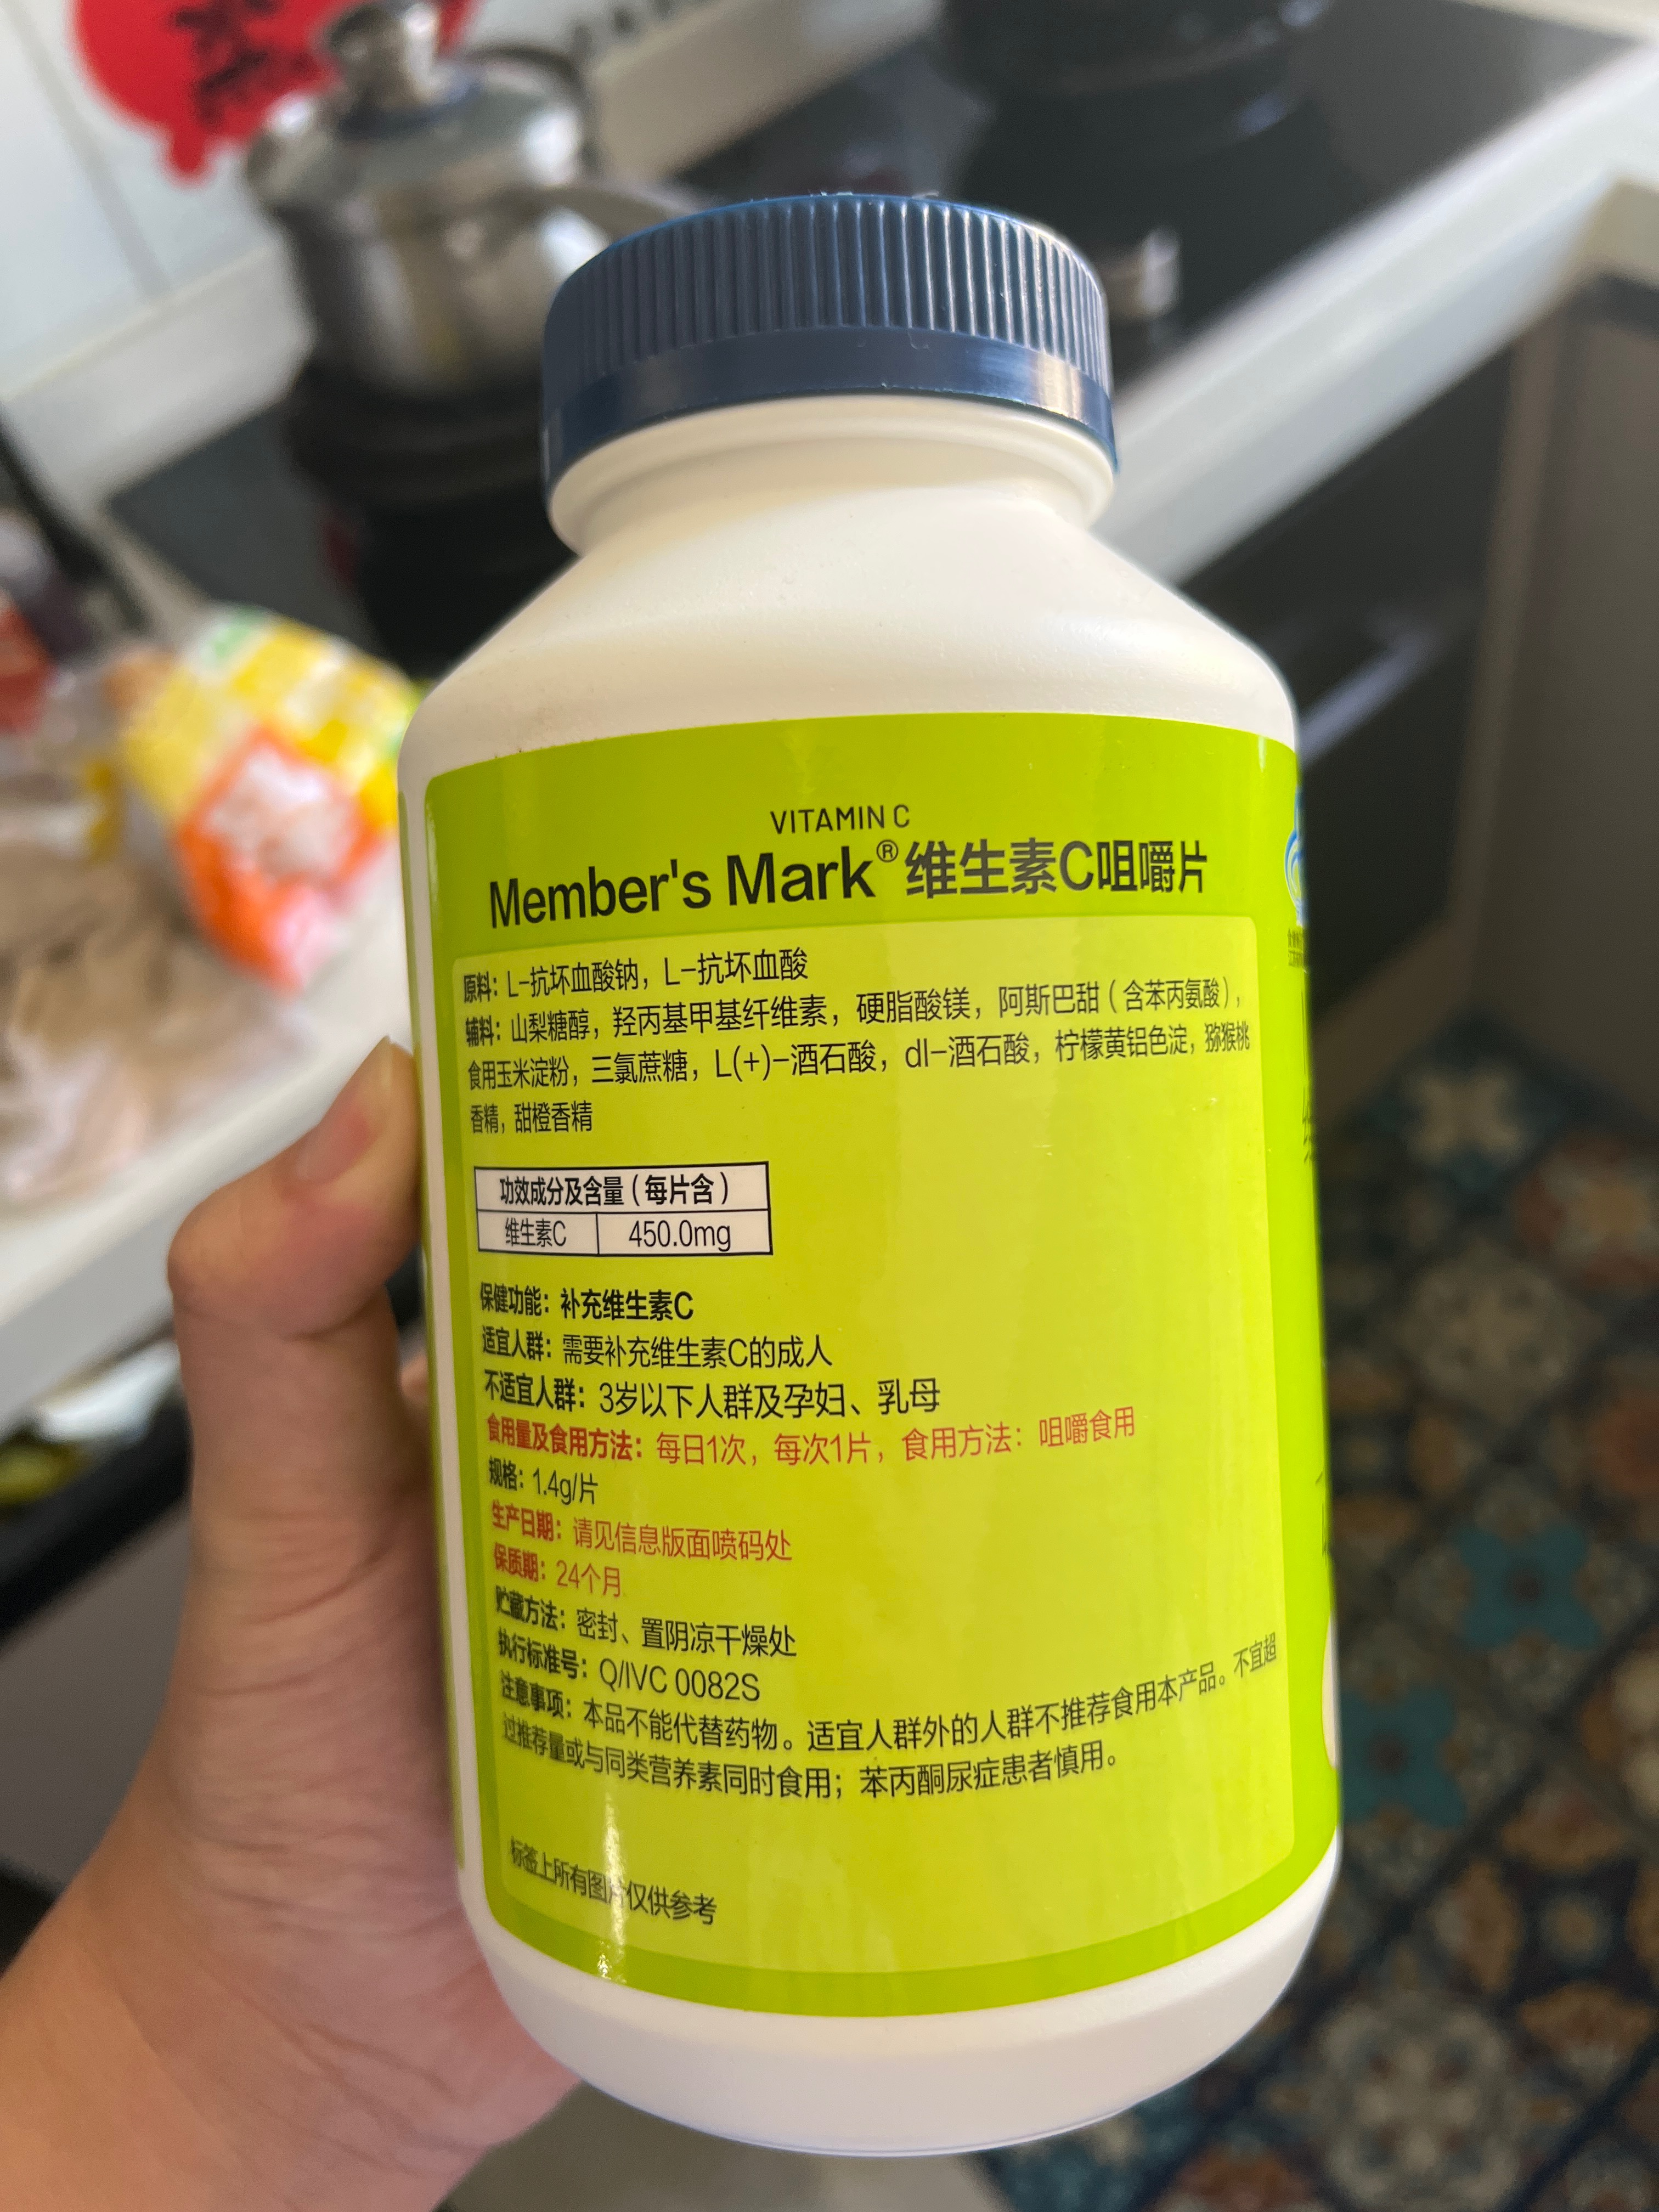 VITAMIN C
Member's Mark®维生素C咀嚼片
原料：L-抗坏血酸钠，L-抗坏血酸
辅料：山梨糖醇，羟丙基甲基纤维素，硬脂酸镁，阿斯巴甜（含苯丙氨酸），
食用玉米淀粉，三氯蔗糖，L(+)-酒石酸，dl-酒石酸，柠檬黄铝色淀，猕猴桃
香精，甜橙香精
功效成分及含量（每片含）
维生素C 450.0mg
保健功能：补充维生素C
适宜人群：需要补充维生素C的成人
不适宜人群：3岁以下人群及孕妇、乳母
食用量及食用方法：每日1次，每次1片，食用方法：咀嚼食用
规格：1.4g/片
生产日期：请见信息版面喷码处
保质期：24个月
贮藏方法：密封、置阴凉干燥处
执行标准号：Q/IVC 0082S
注意事项：本品不能代替药物。适宜人群外的人群不推荐食用本产品。不宜超
过推荐量或与同类营养素同时食用；苯丙酮尿症患者慎用。
标签上所有图片仅供参考